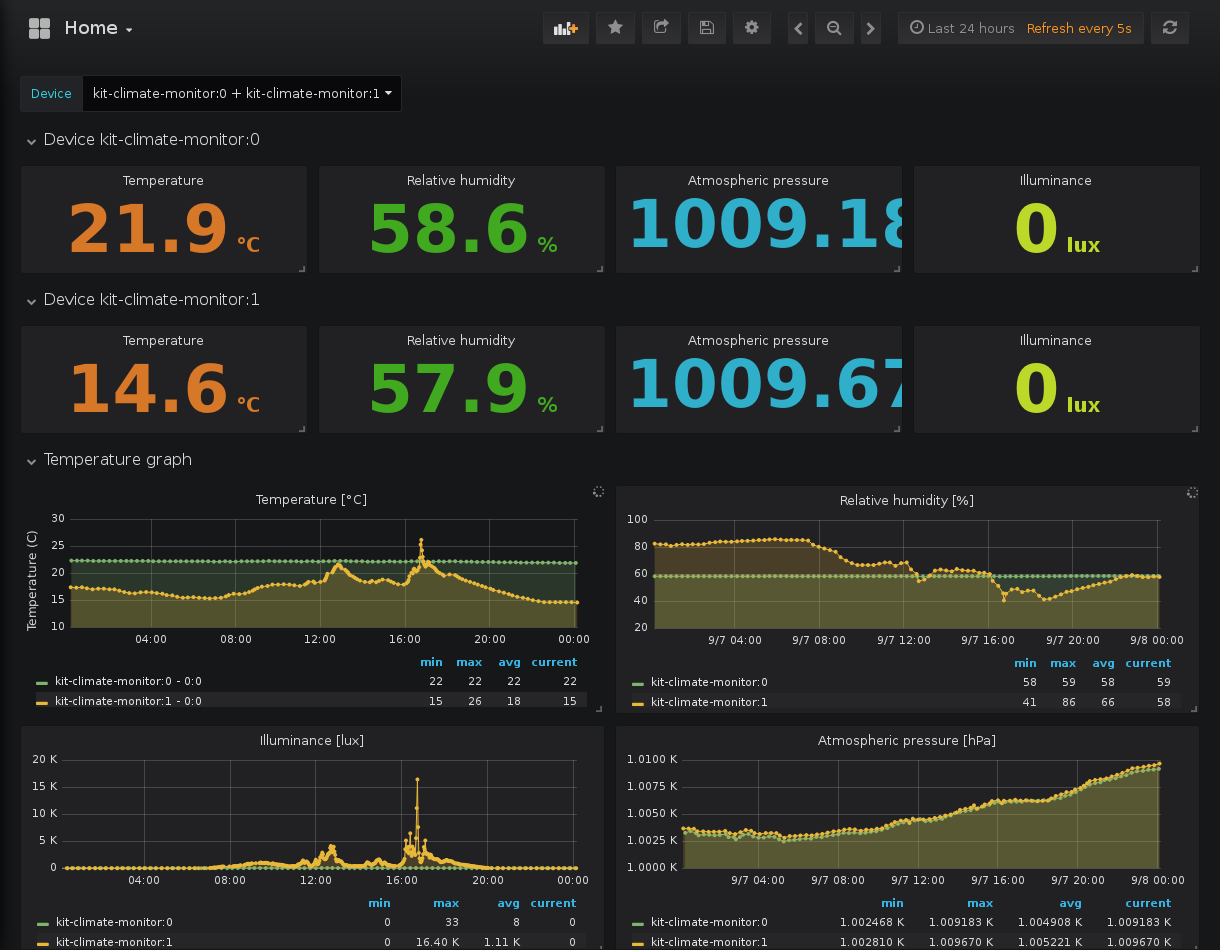 Home
Last 24 hours Refresh every 5s
Device kit-climate-monitor:0 + kit-climate-monitor:1
Device kit-climate-monitor:0
Temperature Relative humidity Atmospheric pressure Illuminance
21.9 °C 58.6 % 1009.18 0 lux
Device kit-climate-monitor:1
Temperature Relative humidity Atmospheric pressure Illuminance
14.6 °C 57.9 % 1009.67 0 lux
Temperature graph
Temperature [°C]
Temperature (C)
30
25
20
15
10
04:00 08:00 12:00 16:00 20:00 00:00
min max avg current
kit-climate-monitor:0 - 0:0 22 22 22 22
kit-climate-monitor:1 - 0:0 15 26 18 15
Relative humidity [%]
100
80
60
40
20
9/7 04:00 9/7 08:00 9/7 12:00 9/7 16:00 9/7 20:00 9/8 00:00
min max avg current
kit-climate-monitor:0 58 59 58 59
kit-climate-monitor:1 41 86 66 58
Illuminance [lux]
20 K
15 K
10 K
5 K
0
04:00 08:00 12:00 16:00 20:00 00:00
min max avg current
kit-climate-monitor:0 0 33 8 0
kit-climate-monitor:1 0 16.40 K 1.11 K 0
Atmospheric pressure [hPa]
1.0100 K
1.0075 K
1.0050 K
1.0025 K
1.0000 K
9/7 04:00 9/7 08:00 9/7 12:00 9/7 16:00 9/7 20:00 9/8 00:00
min max avg current
kit-climate-monitor:0 1.002468 K 1.009183 K 1.004908 K 1.009183 K
kit-climate-monitor:1 1.002810 K 1.009670 K 1.005221 K 1.009670 K